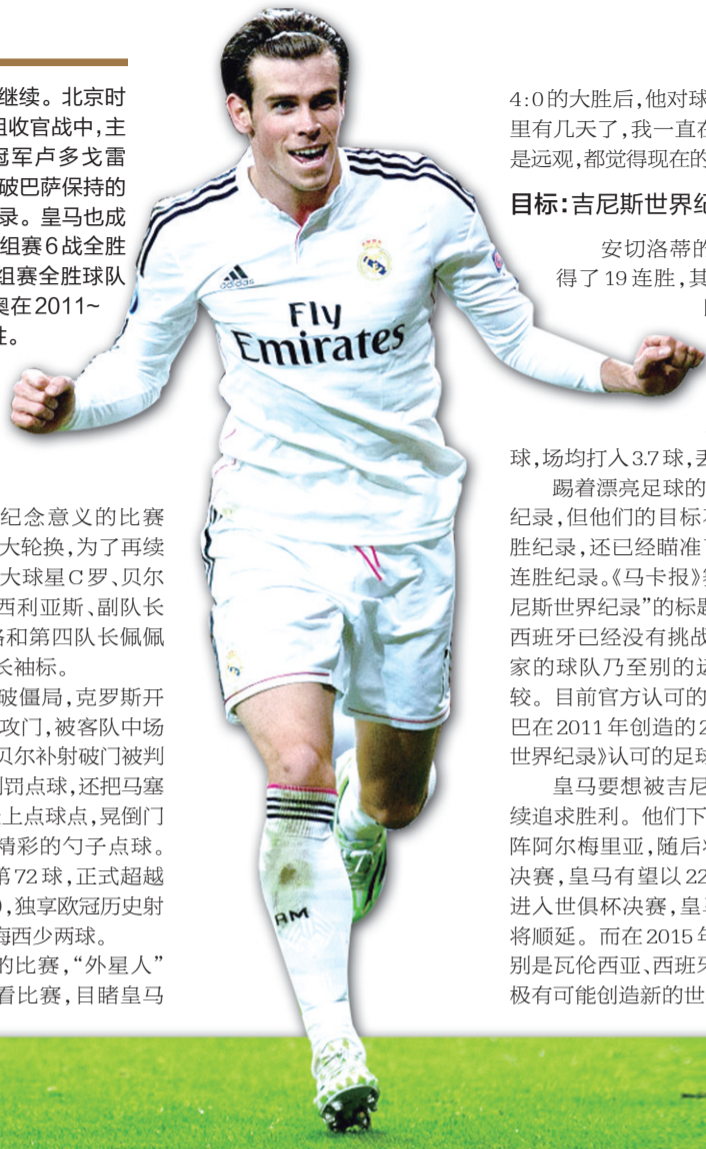 继续。北京时
组收官战中,主
冠军卢多戈雷
破巴萨保持的
录。皇马也成
组赛6战全胜
组赛全胜球队
奥在2011~
性。
纪念意义的比赛
大轮换,为了再续
大球星C罗、贝尔
西利亚斯、副队长
洛和第四队长佩佩
长袖标。
破僵局,克罗斯开
攻门,被客队中场
贝尔补射破门被判
罚点球,还把马塞
上点球点,晃倒门
精彩的勺子点球。
第72球,正式超越
),独享欧冠历史射
梅西少两球。
的比赛,“外星人”
看比赛,目睹皇马
adidas
Fly
Emirates
RM
7
4:0的大胜后,他对球
里有几天了,我一直在
是远观,都觉得现在的
目标:吉尼斯世界纪
安切洛蒂的
得了19连胜,其
球,场均打入3.7球,丢
踢着漂亮足球的
纪录,但他们的目标不
胜纪录,还已经瞄准了
连胜纪录。《马卡报》
尼斯世界纪录”的标题
西班牙已经没有挑战
家的球队乃至别的运
较。目前官方认可的
巴在2011年创造的2
世界纪录》认可的足球
皇马要想被吉尼
续追求胜利。他们下
阵阿尔梅里亚,随后将
决赛,皇马有望以22
进入世俱杯决赛,皇马
将顺延。而在2015年
别是瓦伦西亚、西班牙
极有可能创造新的世